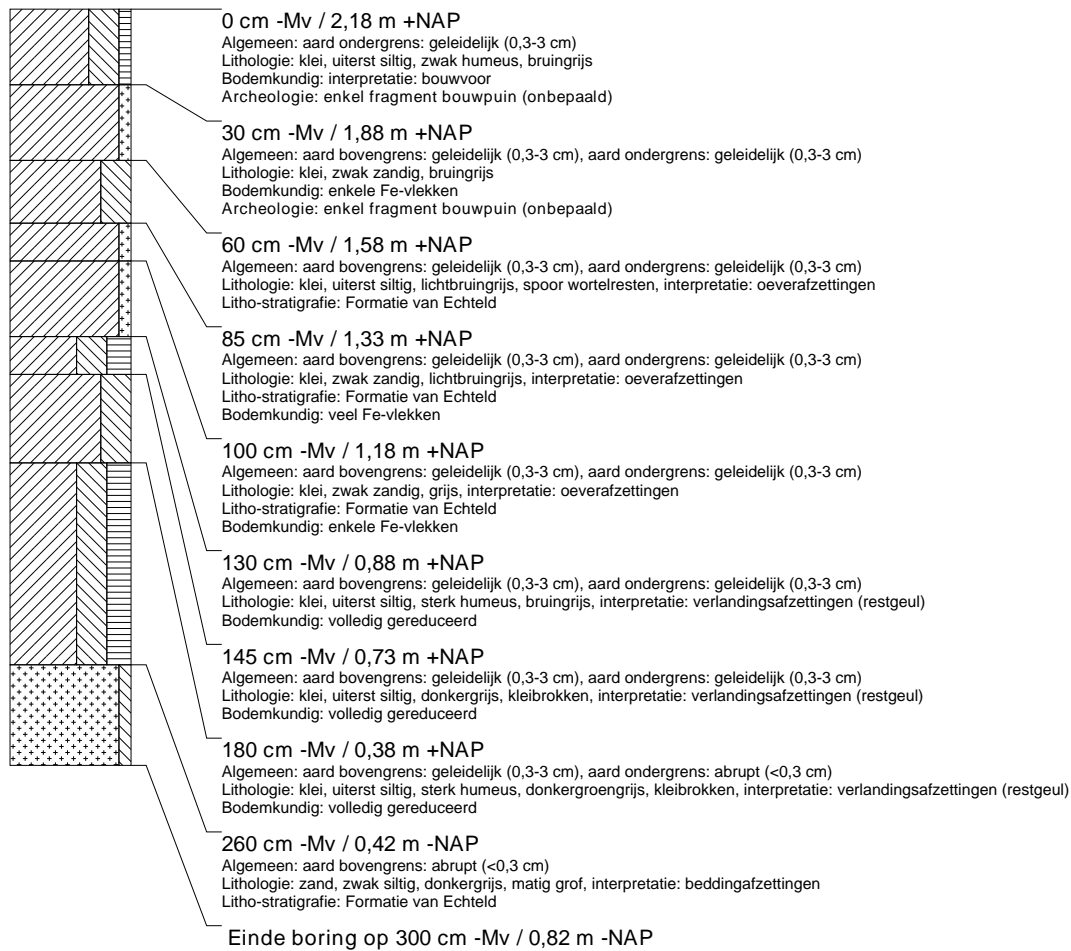 0 cm -Mv / 2,18 m +NAP
Algemeen: aard ondergrens: geleidelijk (0,3-3 cm)
Lithologie: klei, uiterst siltig, zwak humeus, bruingrijs
Bodemkundig: interpretatie: bouwvoor
Archeologie: enkel fragment bouwpuin (onbepaald)
30 cm -Mv / 1,88 m +NAP
Algemeen: aard bovengrens: geleidelijk (0,3-3 cm), aard ondergrens: geleidelijk (0,3-3 cm)
Lithologie: klei, zwak zandig, bruingrijs
Bodemkundig: enkele Fe-vlekken
Archeologie: enkel fragment bouwpuin (onbepaald)
60 cm -Mv / 1,58 m +NAP
Algemeen: aard bovengrens: geleidelijk (0,3-3 cm), aard ondergrens: geleidelijk (0,3-3 cm)
Lithologie: klei, uiterst siltig, lichtbruingrijs, spoor wortelresten, interpretatie: oeverafzettingen
Litho-stratigrafie: Formatie van Echteld
85 cm -Mv / 1,33 m +NAP
Algemeen: aard bovengrens: geleidelijk (0,3-3 cm), aard ondergrens: geleidelijk (0,3-3 cm)
Lithologie: klei, zwak zandig, lichtbruingrijs, interpretatie: oeverafzettingen
Litho-stratigrafie: Formatie van Echteld
Bodemkundig: veel Fe-vlekken
100 cm -Mv / 1,18 m +NAP
Algemeen: aard bovengrens: geleidelijk (0,3-3 cm), aard ondergrens: geleidelijk (0,3-3 cm)
Lithologie: klei, zwak zandig, grijs, interpretatie: oeverafzettingen
Litho-stratigrafie: Formatie van Echteld
Bodemkundig: enkele Fe-vlekken
130 cm -Mv / 0,88 m +NAP
Algemeen: aard bovengrens: geleidelijk (0,3-3 cm), aard ondergrens: geleidelijk (0,3-3 cm)
Lithologie: klei, uiterst siltig, sterk humeus, bruingrijs, interpretatie: verlandingsafzettingen (restgeul)
Bodemkundig: volledig gereduceerd
145 cm -Mv / 0,73 m +NAP
Algemeen: aard bovengrens: geleidelijk (0,3-3 cm), aard ondergrens: geleidelijk (0,3-3 cm)
Lithologie: klei, uiterst siltig, donkergrijs, kleibrokken, interpretatie: verlandingsafzettingen (restgeul)
Bodemkundig: volledig gereduceerd
180 cm -Mv / 0,38 m +NAP
Algemeen: aard bovengrens: geleidelijk (0,3-3 cm), aard ondergrens: abrupt (<0,3 cm)
Lithologie: klei, uiterst siltig, sterk humeus, donkergroengrijs, kleibrokken, interpretatie: verlandingsafzettingen (restgeul)
Bodemkundig: volledig gereduceerd
260 cm -Mv / 0,42 m -NAP
Algemeen: aard bovengrens: abrupt (<0,3 cm)
Lithologie: zand, zwak siltig, donkergrijs, matig grof, interpretatie: beddingafzettingen
Litho-stratigrafie: Formatie van Echteld
Einde boring op 300 cm -Mv / 0,82 m -NAP